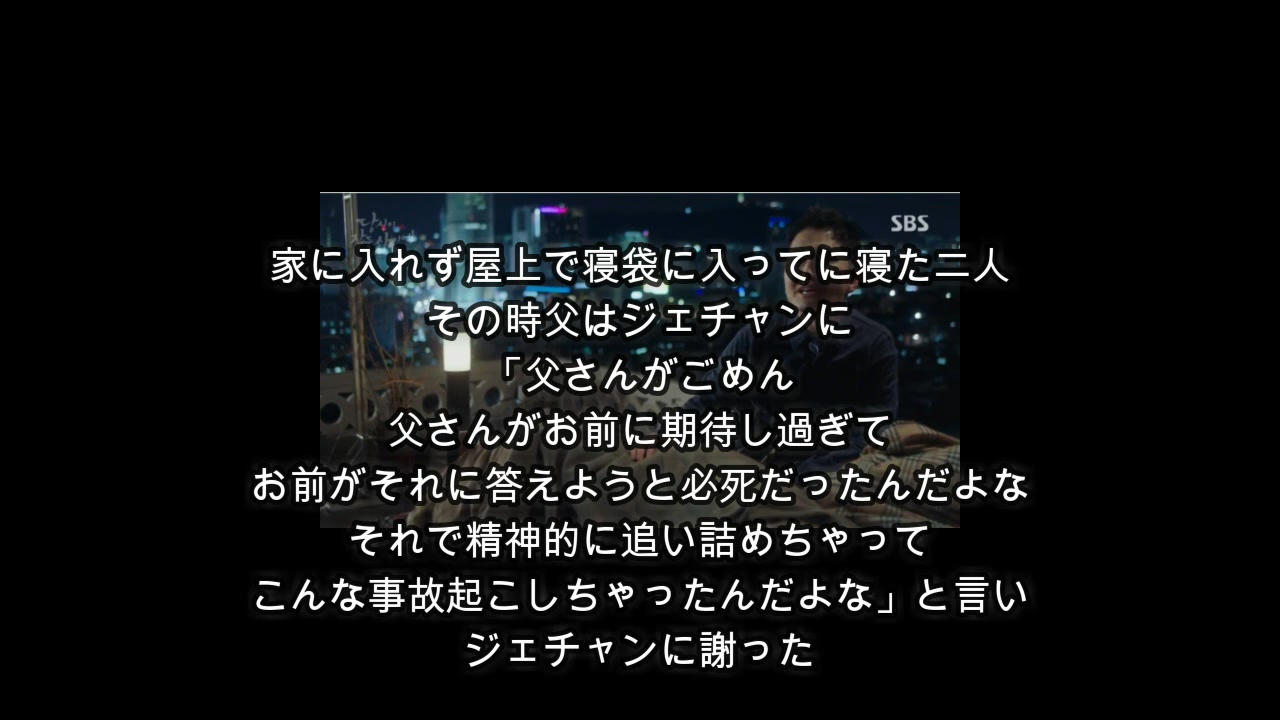 SBS
家に入れず屋上で寝袋に入ってに寝た二人
その時父はジェチャンに
「父さんがごめん
父さんがお前に期待し過ぎて
お前がそれに答えようと必死だったんだよな
それで精神的に追い詰めちゃって
こんな事故起こしちゃったんだよな」と言い
ジェチャンに謝った